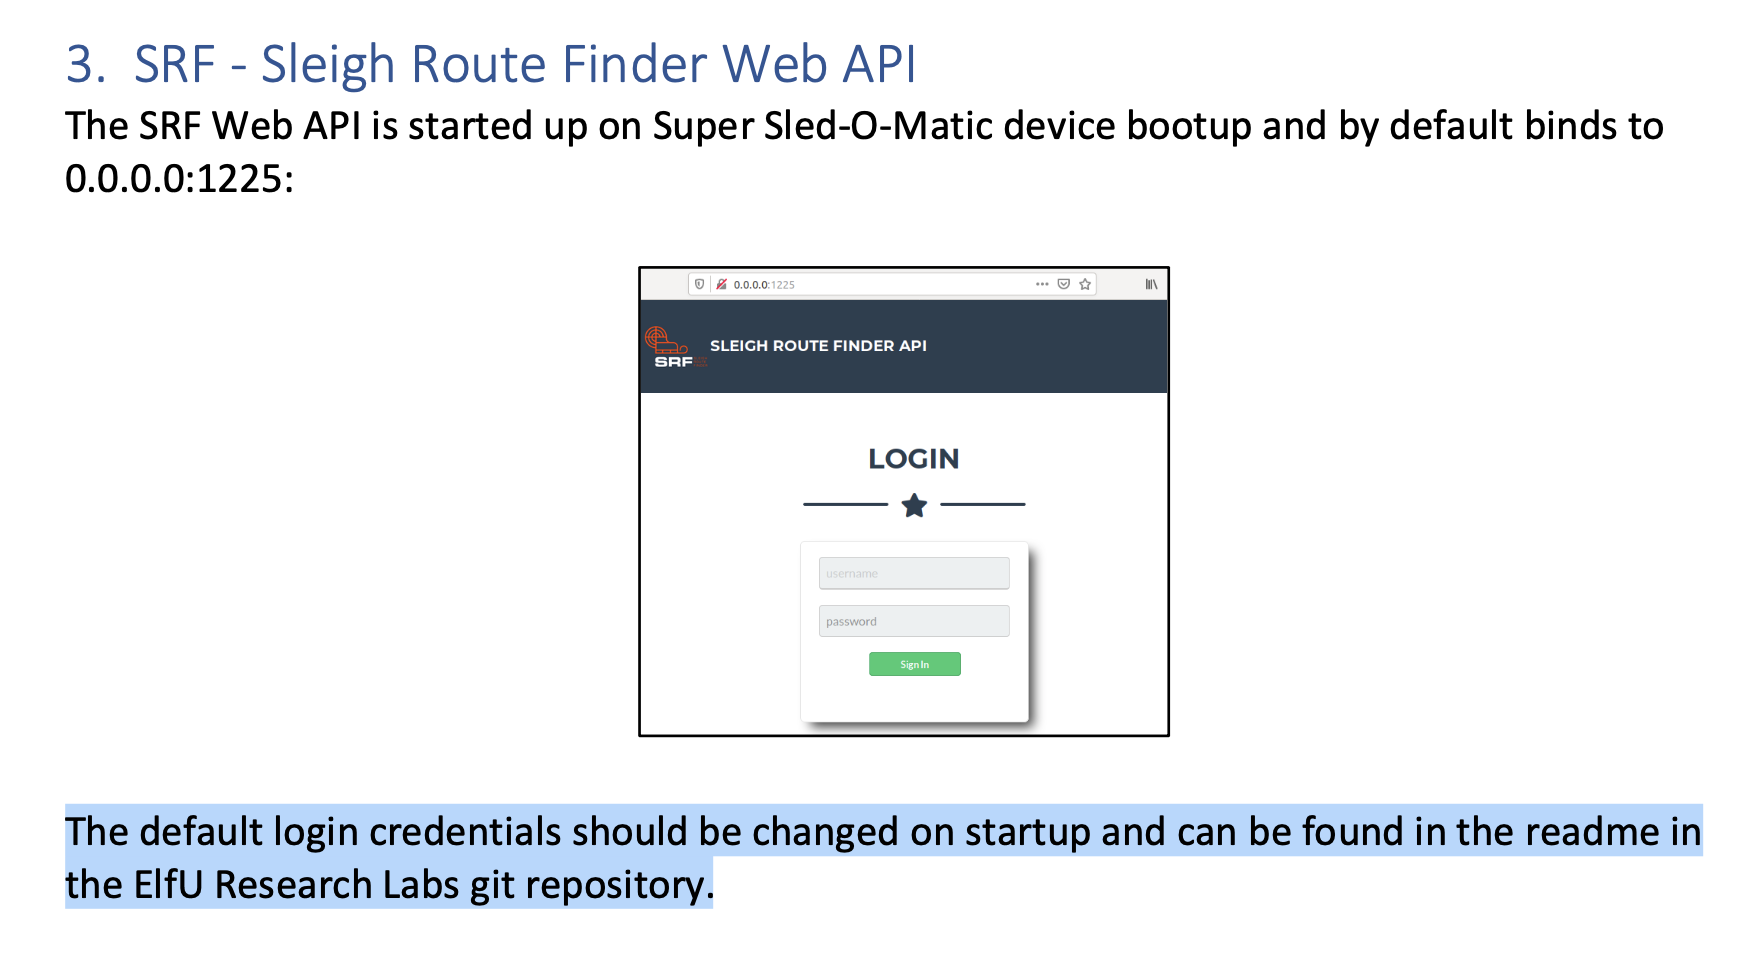 3. SRF - Sleigh Route Finder Web API
The SRF Web API is started up on Super Sled-O-Matic device bootup and by default binds to
0.0.0.0:1225:
0.0.0.0:1225
SRF
SLEIGH ROUTE FINDER API
LOGIN
username
password
Sign In
The default login credentials should be changed on startup and can be found in the readme in
the ElfU Research Labs git repository.